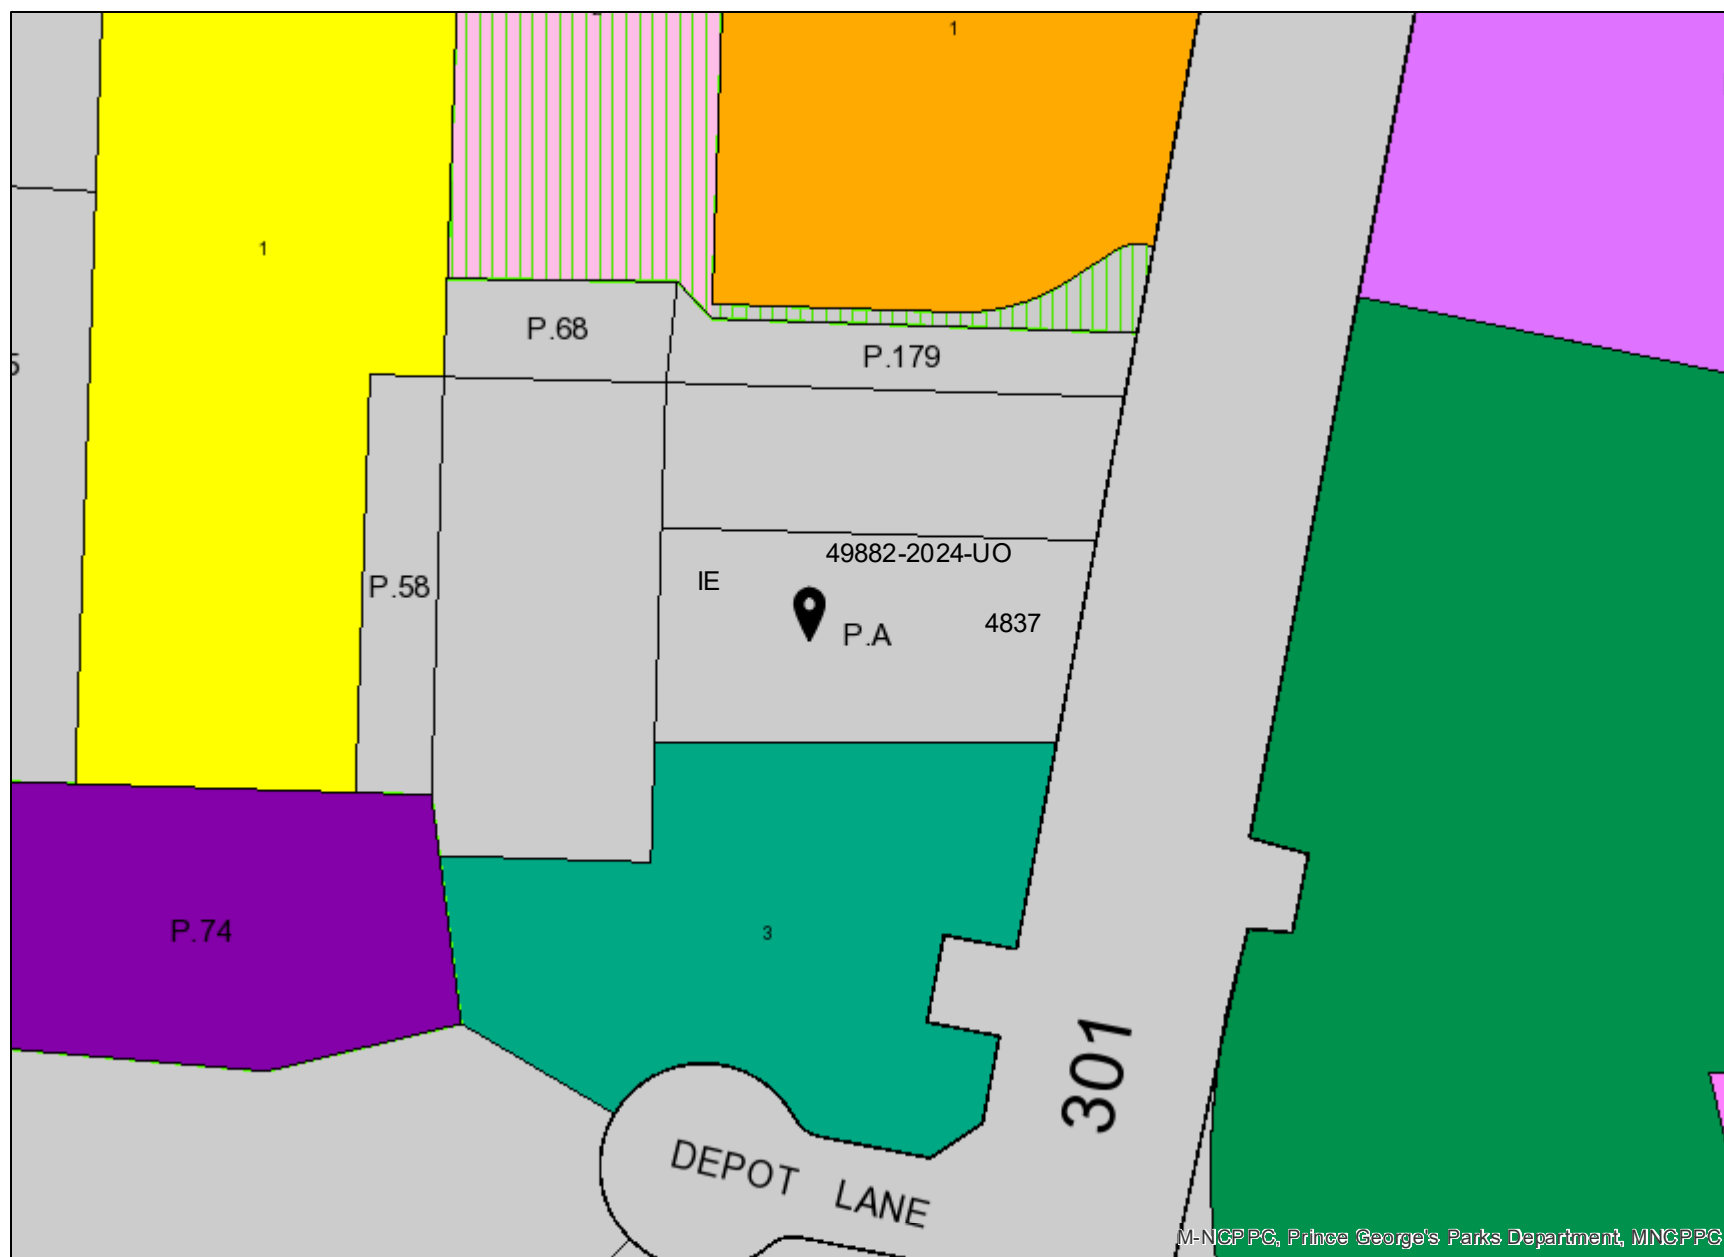 1
1
P.68
P.179
5
49882-2024-UO
IE
P.58
4837
P.A
P.74
3
301
DEPOT LANE
M-NCPPC, Prince George's Parks Department, MNCPPC